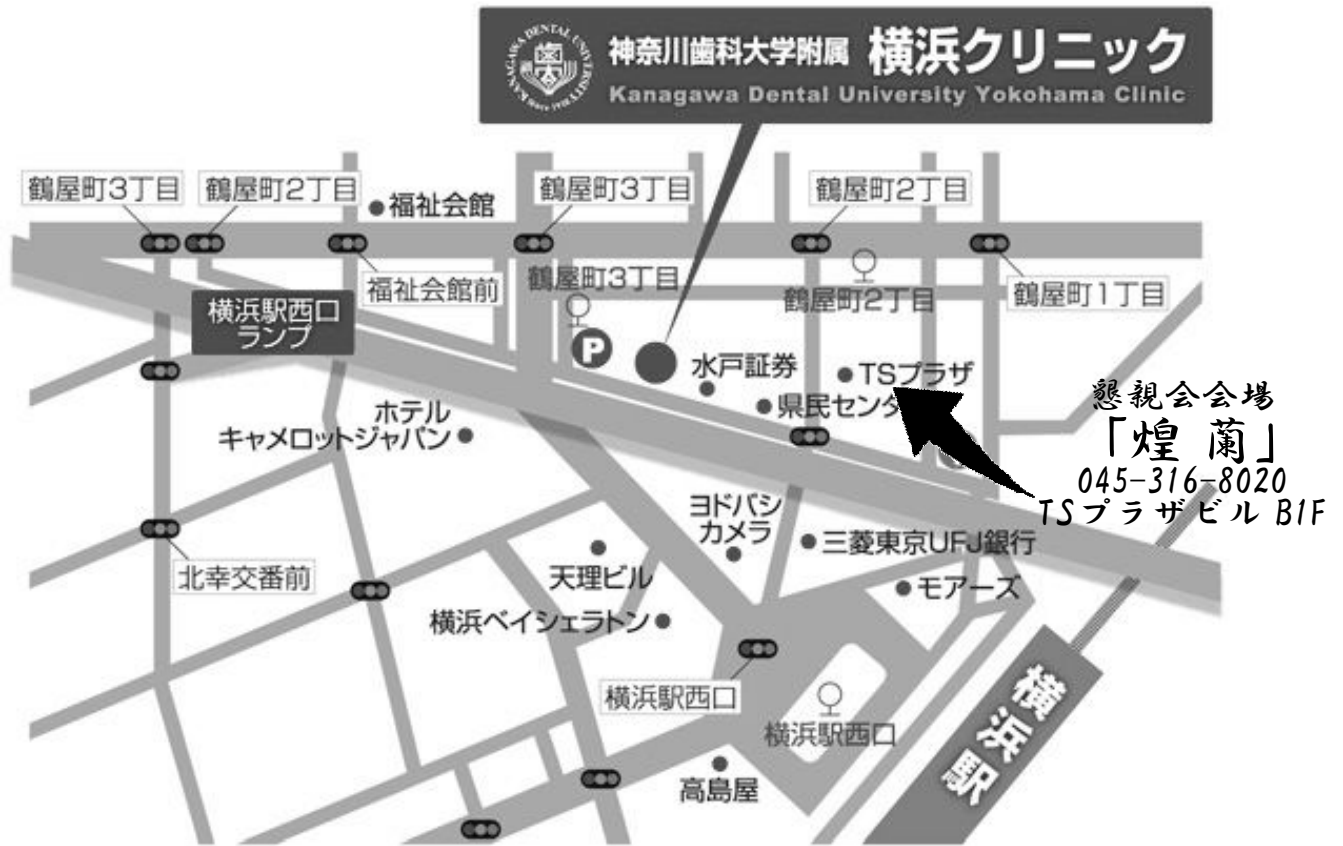 神奈川歯科大学附属 横浜クリニック
Kanagawa Dental University Yokohama Clinic
鶴屋町3丁目
鶴屋町2丁目
福祉会館
鶴屋町3丁目
鶴屋町2丁目
福祉会館前
鶴屋町3丁目
鶴屋町2丁目
鶴屋町1丁目
横浜駅西口
ランプ
P
水戸証券
TSプラザ
県民センタ
ホテル
キャメロットジャパン
懇親会会場
「煌 蘭」
045-316-8020
TSプラザビル B1F
ヨドバシ
カメラ
三菱東京UFJ銀行
北幸交番前
天理ビル
モアーズ
横浜ベイシェラトン
横浜駅西口
横浜駅西口
高島屋
横浜駅